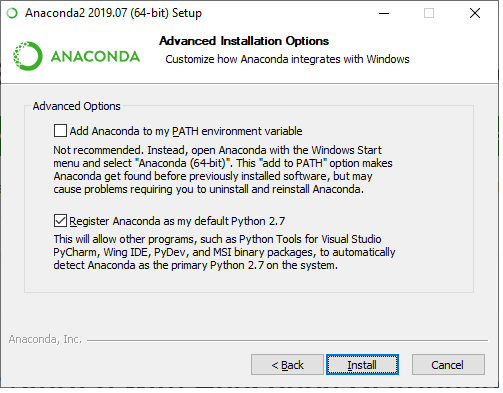 Anaconda2 2019.07 (64-bit) Setup
ANACONDA
Advanced Installation Options
Customize how Anaconda integrates with Windows
Advanced Options
Add Anaconda to my PATH environment variable
Not recommended. Instead, open Anaconda with the Windows Start
menu and select "Anaconda (64-bit)". This "add to PATH" option makes
Anaconda get found before previously installed software, but may
cause problems requiring you to uninstall and reinstall Anaconda.
Register Anaconda as my default Python 2.7
This will allow other programs, such as Python Tools for Visual Studio
PyCharm, Wing IDE, PyDev, and MSI binary packages, to automatically
detect Anaconda as the primary Python 2.7 on the system.
Anaconda, Inc.
< Back
Install
Cancel